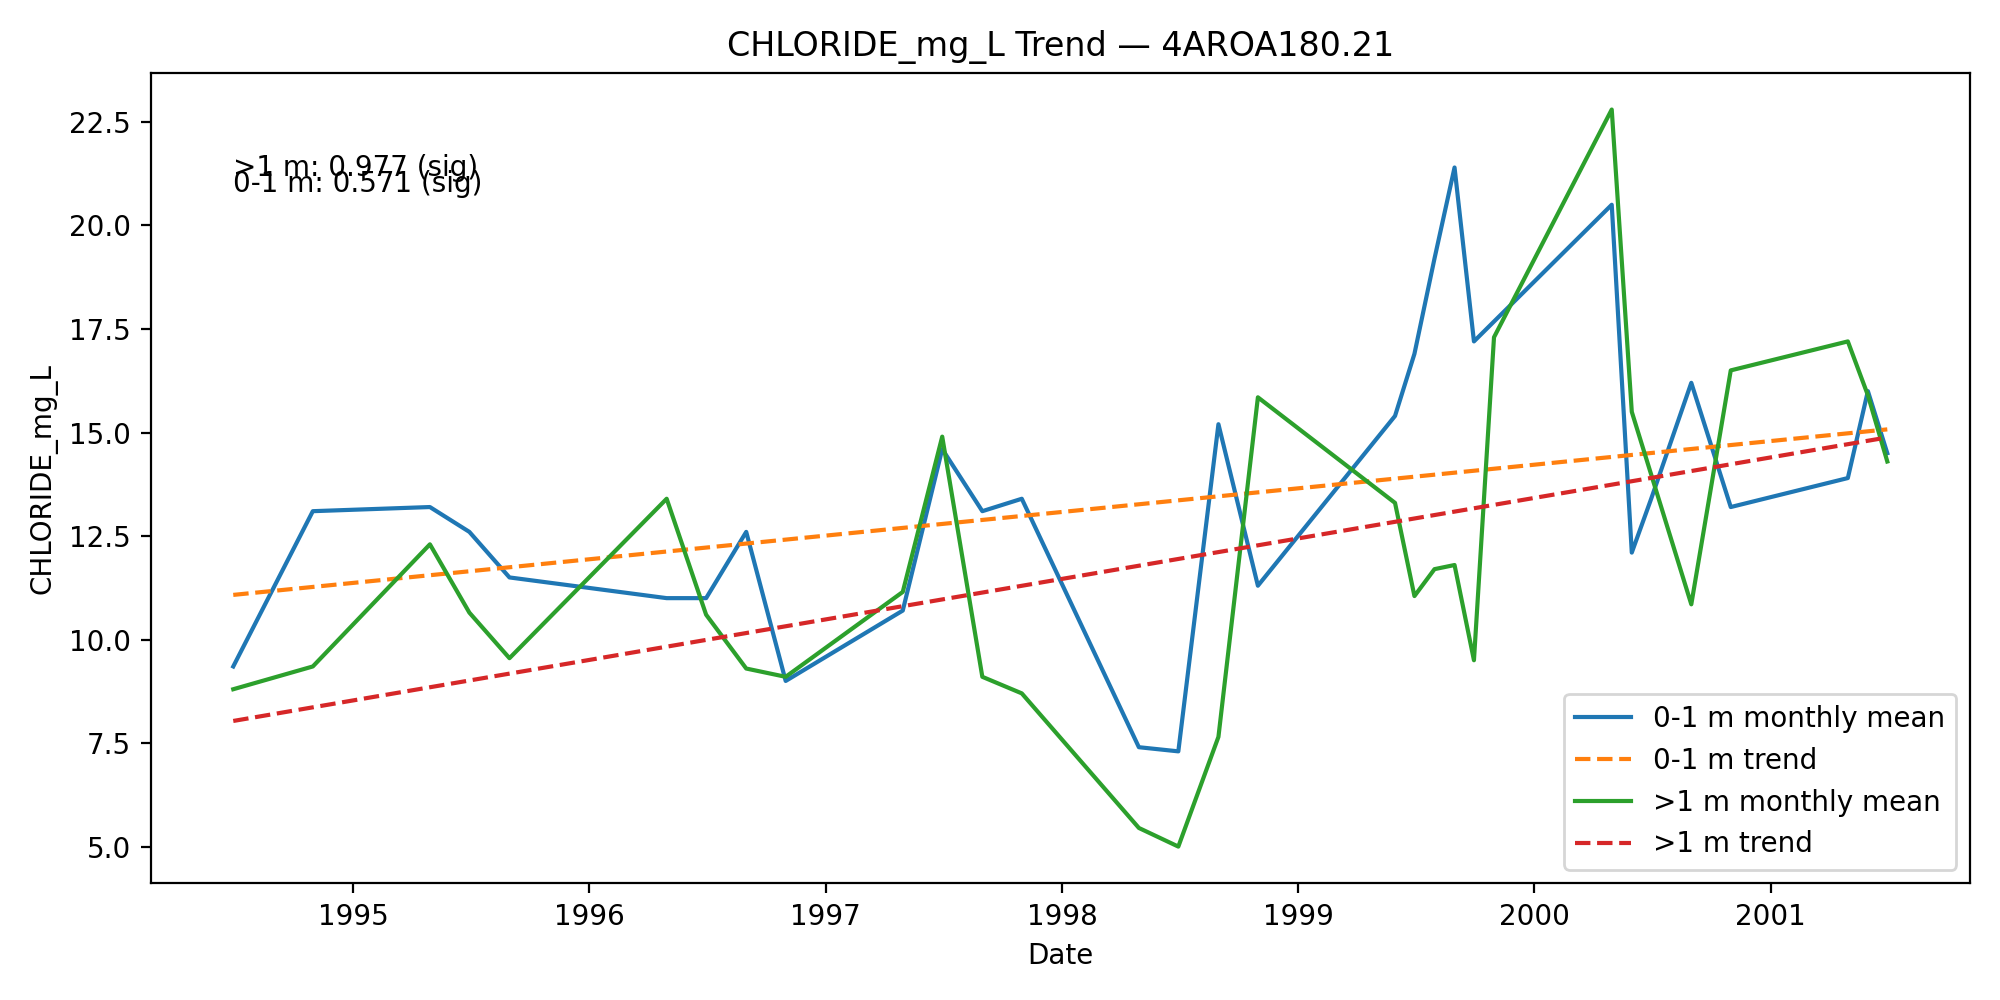 CHLORIDE_mg_L Trend — 4AROA180.21
>1 m: 0.977 (sig)
0-1 m: 0.571 (sig)
CHLORIDE_mg_L
22.5
20.0
17.5
15.0
12.5
10.0
7.5
5.0
0-1 m monthly mean
0-1 m trend
>1 m monthly mean
>1 m trend
1995 1996 1997 1998 1999 2000 2001
Date